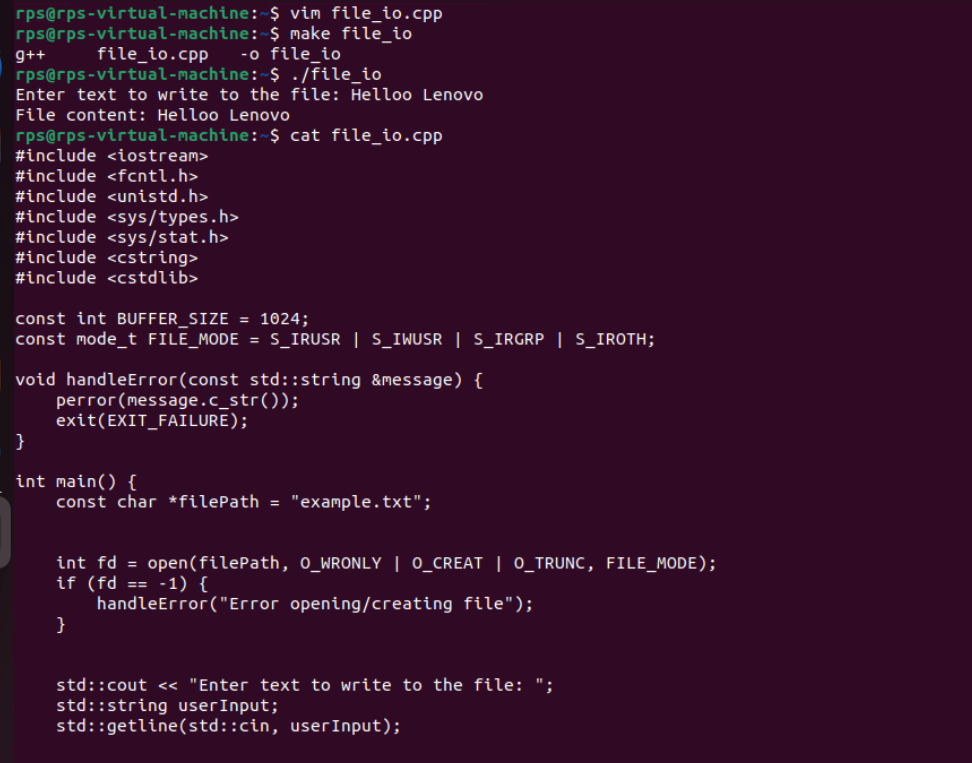 rps@rps-virtual-machine:~$ vim file_io.cpp
rps@rps-virtual-machine:~$ make file_io
g++     file_io.cpp   -o file_io
rps@rps-virtual-machine:~$ ./file_io
Enter text to write to the file: Helloo Lenovo
File content: Helloo Lenovo
rps@rps-virtual-machine:~$ cat file_io.cpp
#include <iostream>
#include <fcntl.h>
#include <unistd.h>
#include <sys/types.h>
#include <sys/stat.h>
#include <cstring>
#include <cstdlib>
const int BUFFER_SIZE = 1024;
const mode_t FILE_MODE = S_IRUSR | S_IWUSR | S_IRGRP | S_IROTH;
void handleError(const std::string &message) {
    perror(message.c_str());
    exit(EXIT_FAILURE);
}
int main() {
    const char *filePath = "example.txt";
    int fd = open(filePath, O_WRONLY | O_CREAT | O_TRUNC, FILE_MODE);
    if (fd == -1) {
        handleError("Error opening/creating file");
    }
    std::cout << "Enter text to write to the file: ";
    std::string userInput;
    std::getline(std::cin, userInput);